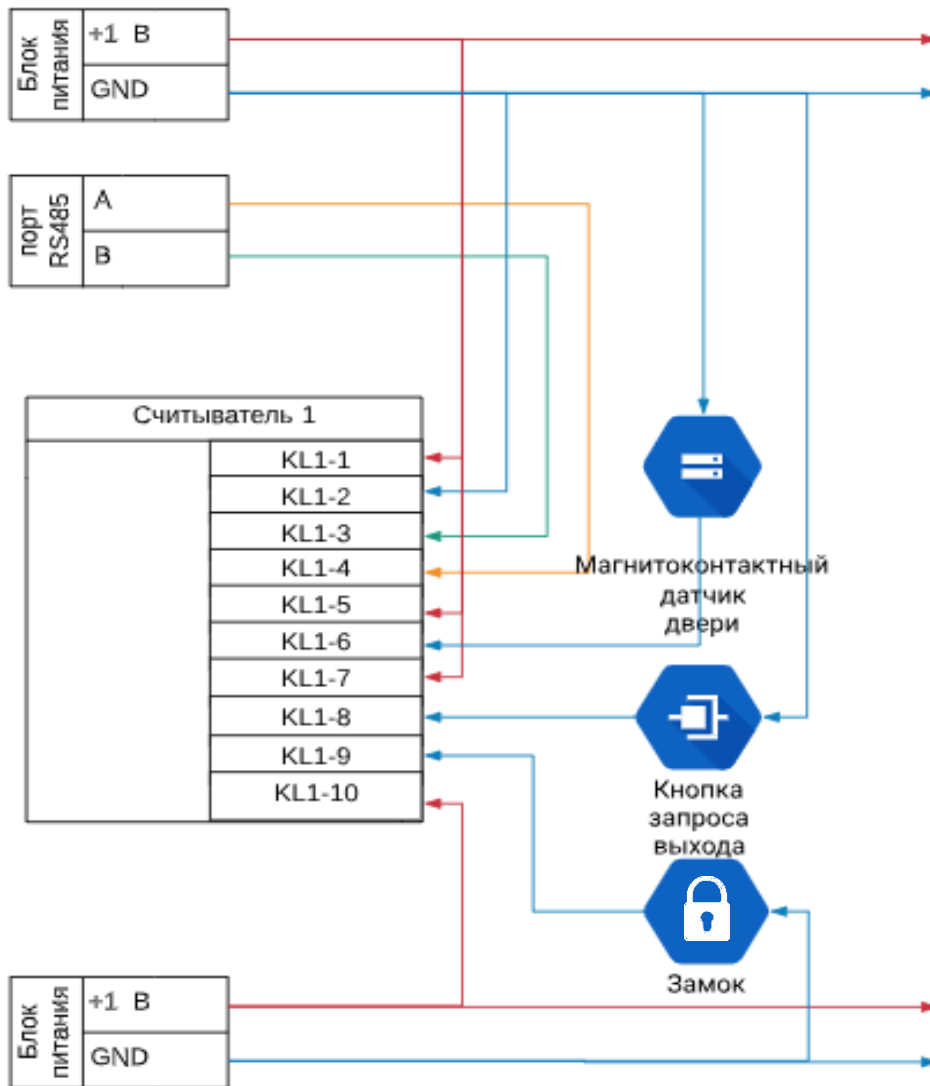 Блок
питания
+1 В
GND
порт
RS485
A
B
Считыватель 1
KL1-1
KL1-2
KL1-3
KL1-4
KL1-5
KL1-6
KL1-7
KL1-8
KL1-9
KL1-10
Магнитоконтактный
датчик
двери
Кнопка
запроса
выхода
Замок
Блок
питания
+1 В
GND